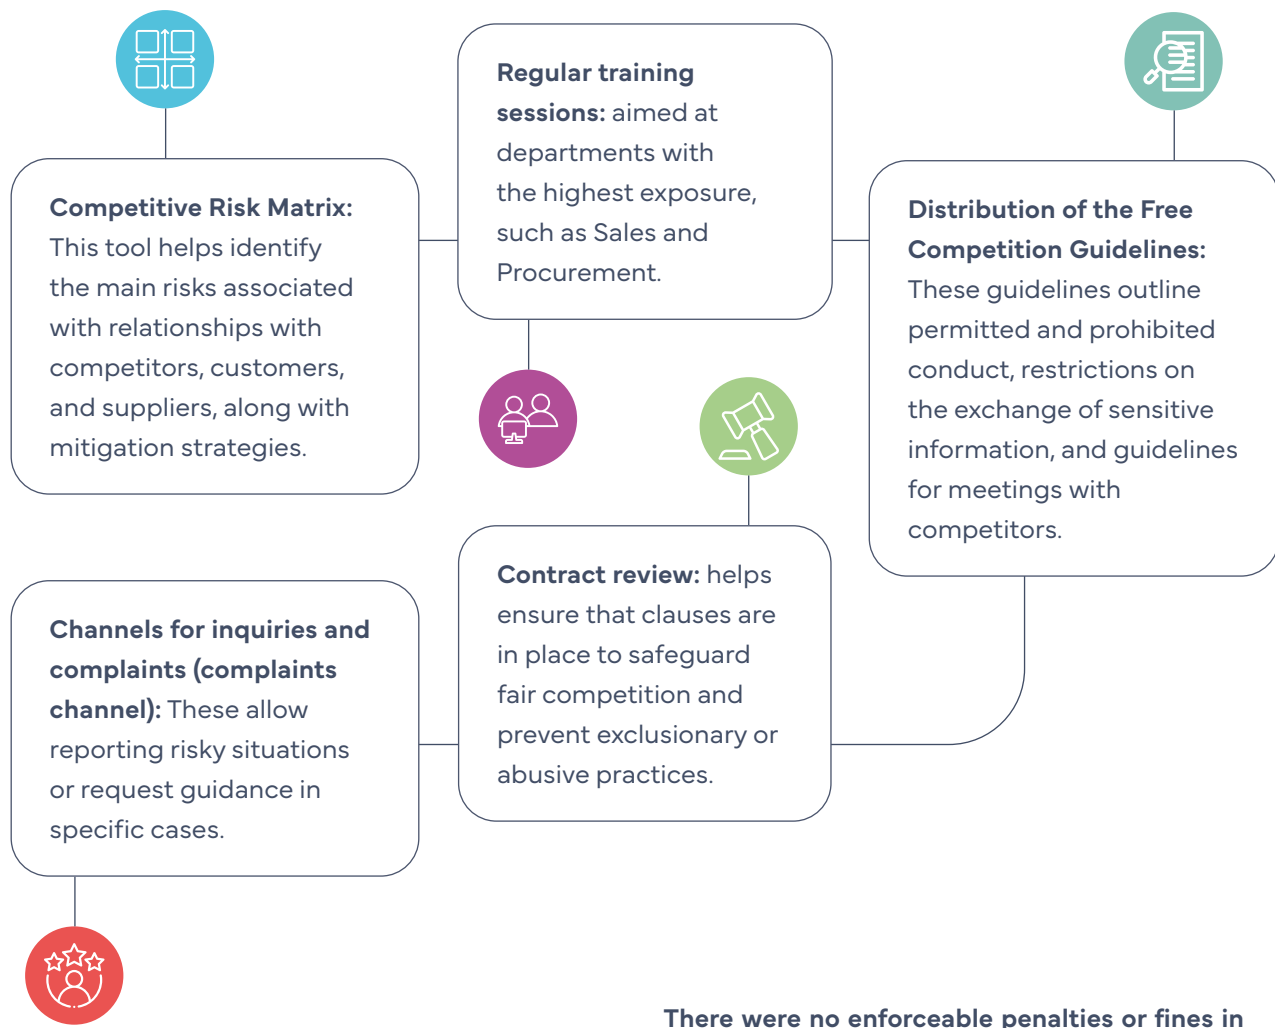 Competitive Risk Matrix:
This tool helps identify
the main risks associated
with relationships with
competitors, customers,
and suppliers, along with
mitigation strategies.
Regular training
sessions: aimed at
departments with
the highest exposure,
such as Sales and
Procurement.
Distribution of the Free
Competition Guidelines:
These guidelines outline
permitted and prohibited
conduct, restrictions on
the exchange of sensitive
information, and guidelines
for meetings with
competitors.
Contract review: helps
ensure that clauses are
in place to safeguard
fair competition and
prevent exclusionary or
abusive practices.
Channels for inquiries and
complaints (complaints
channel): These allow
reporting risky situations
or request guidance in
specific cases.
There were no enforceable penalties or fines in